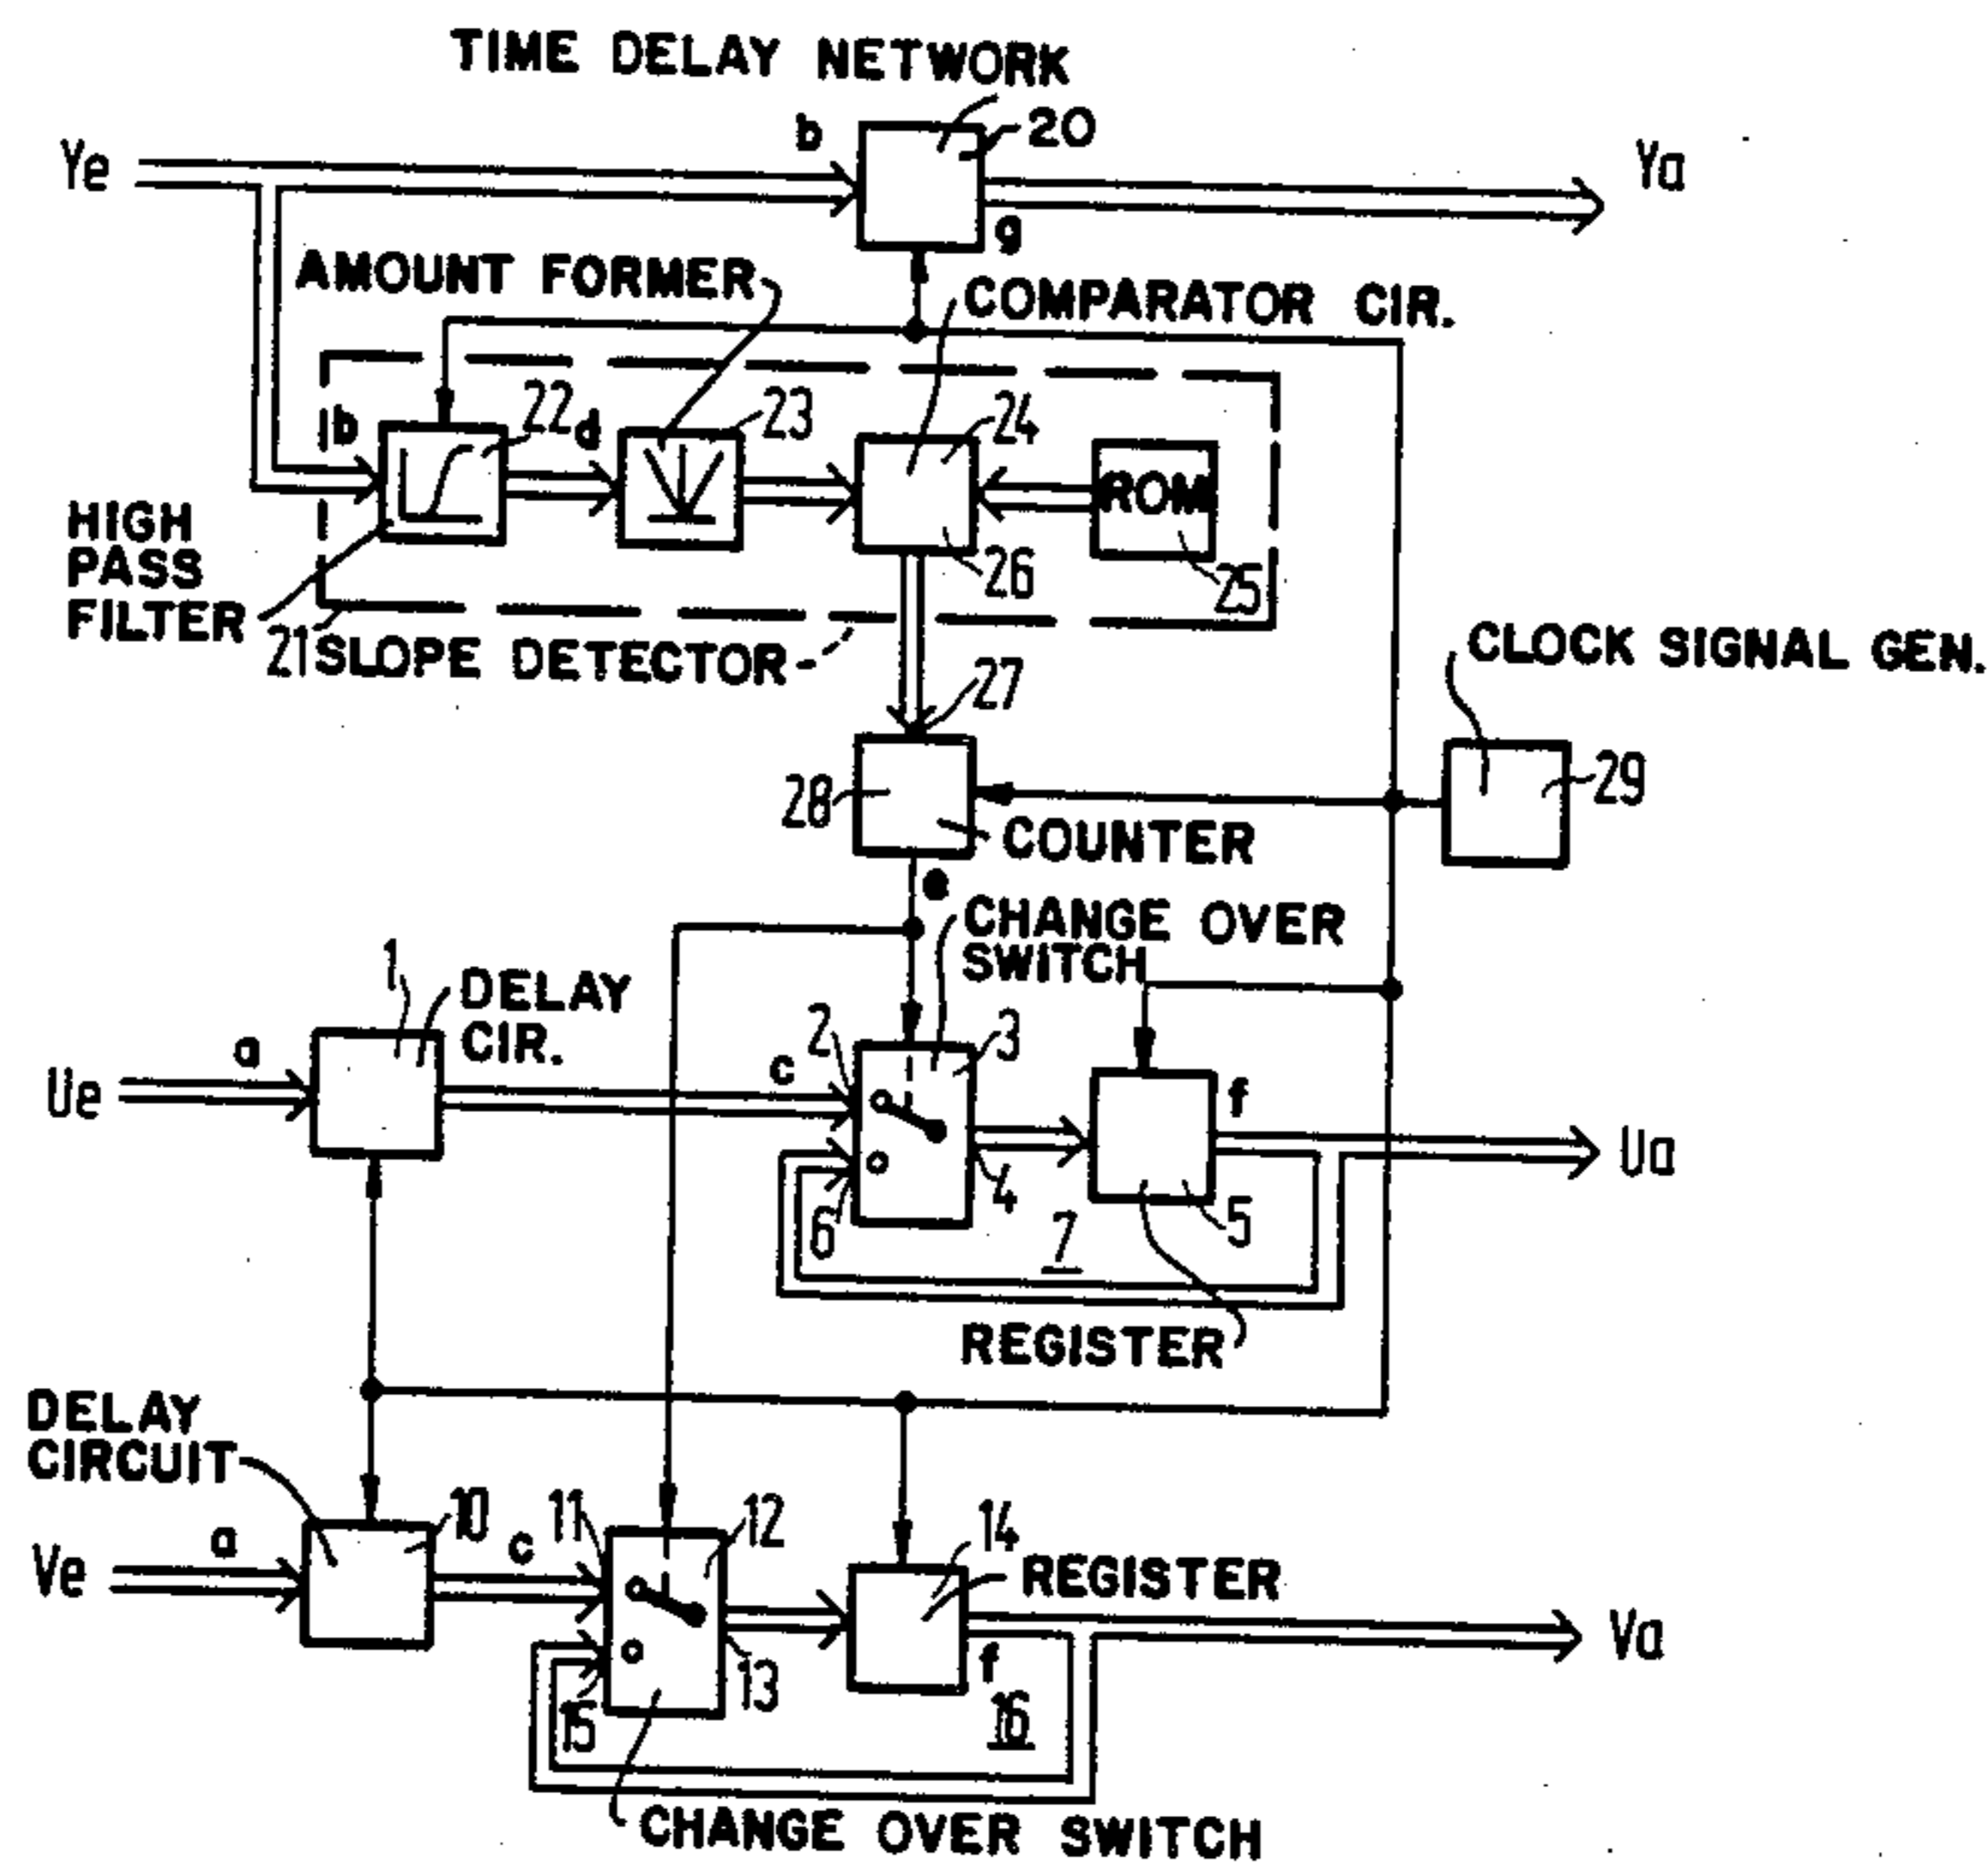 TIME DELAY NETWORK
Ye
b
20
Ya
g
AMOUNT FORMER
COMPARATOR CIR.
b
22
d
23
24
ROM
HIGH
PASS
FILTER
26
25
21 SLOPE DETECTOR
27
CLOCK SIGNAL GEN.
28
29
COUNTER
e
CHANGE OVER
SWITCH
1
DELAY
CIR.
2
3
a
c
f
Ue
Ua
6
4
7
5
REGISTER
DELAY
CIRCUIT
10
11
12
14
REGISTER
a
c
Ve
Va
15
13
f
16
CHANGE OVER SWITCH